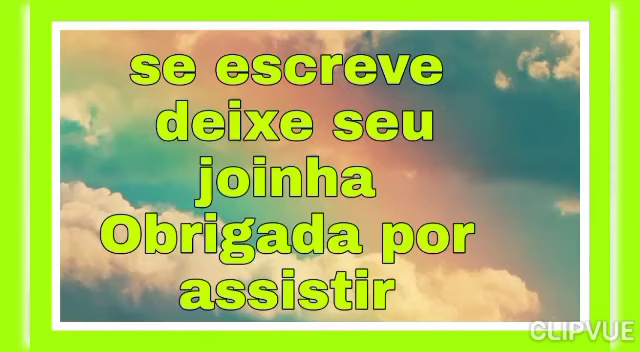 se escreve
deixe seu
joinha
Obrigada por
assistir
CLIPVUE